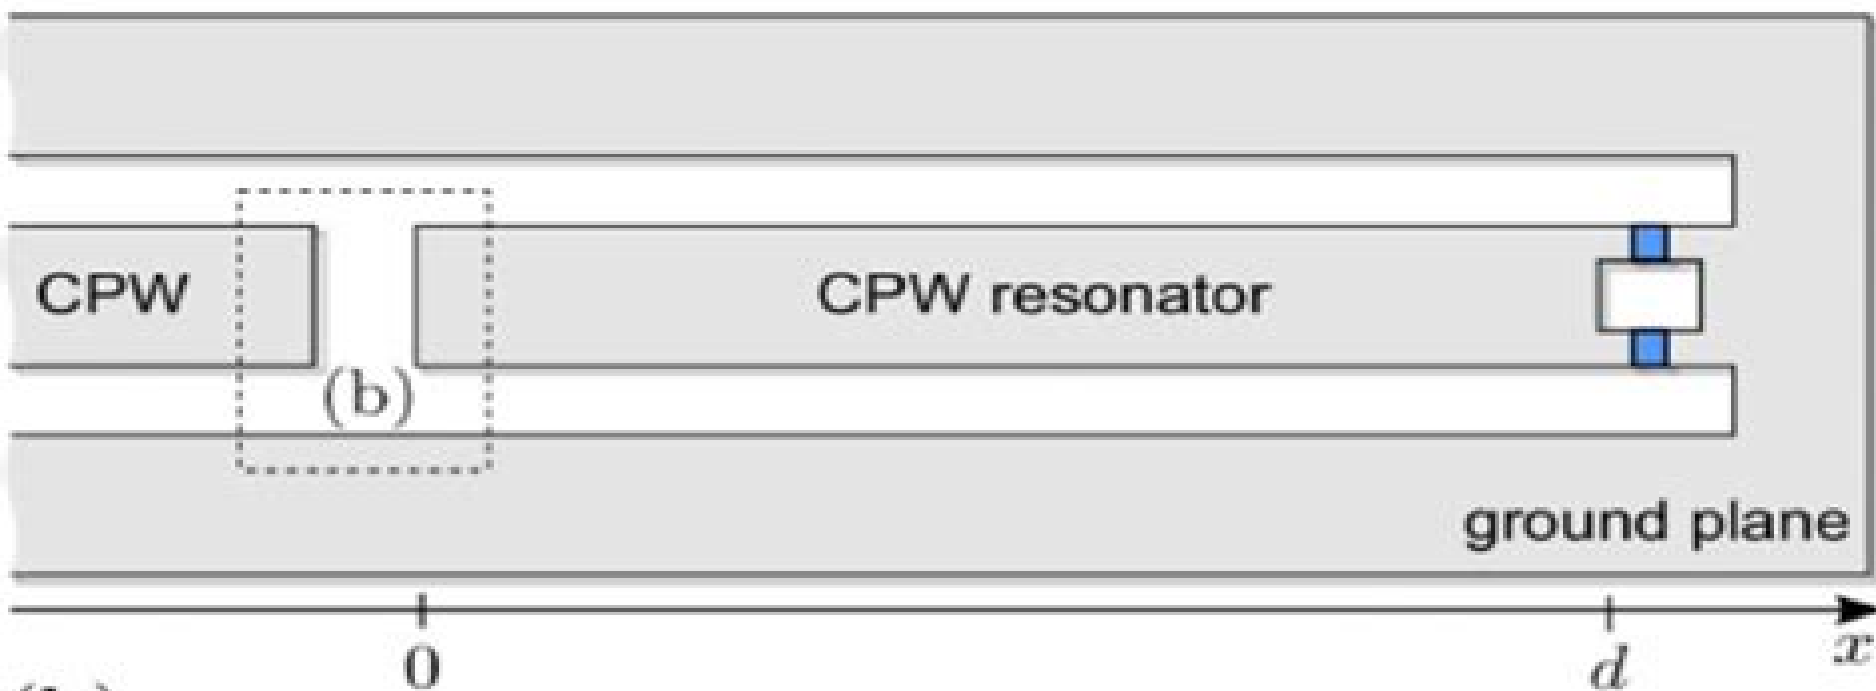 CPW
CPW resonator
(b)
ground plane
0
d
x